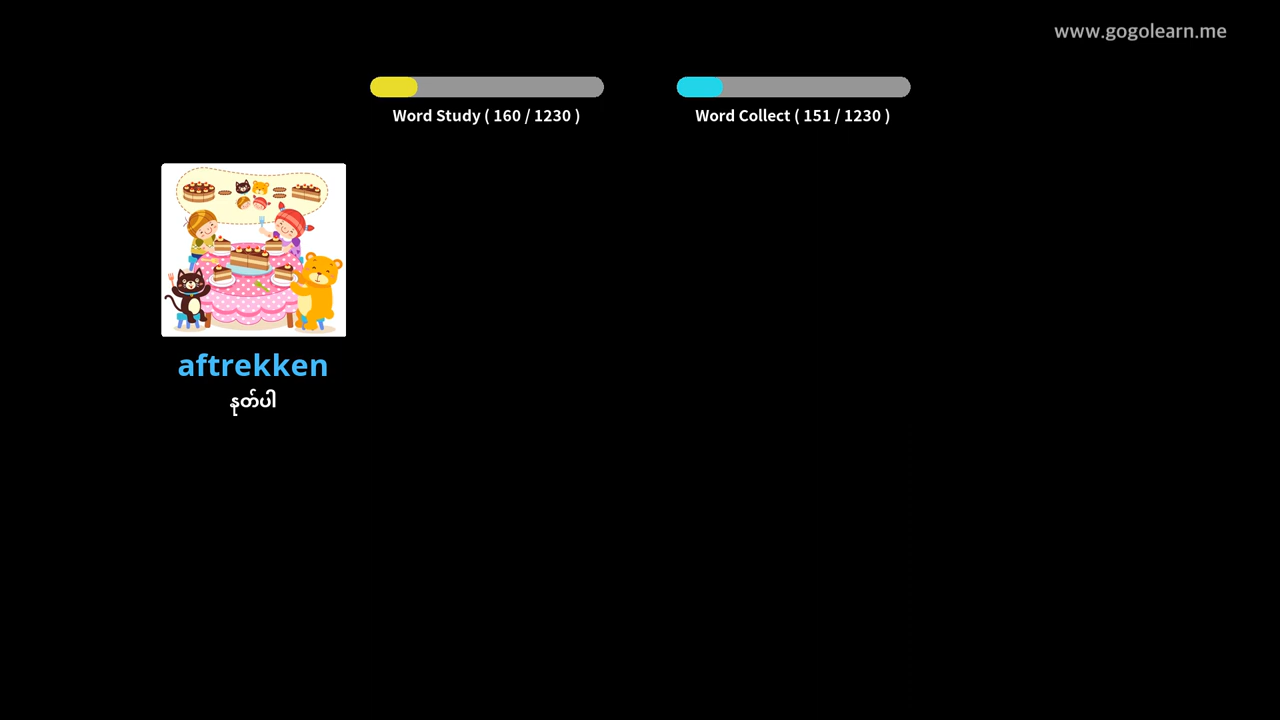 www.gogolearn.me
Word Study ( 160 / 1230 )
Word Collect ( 151 / 1230 )
aftrekken
နုတ်ပါ